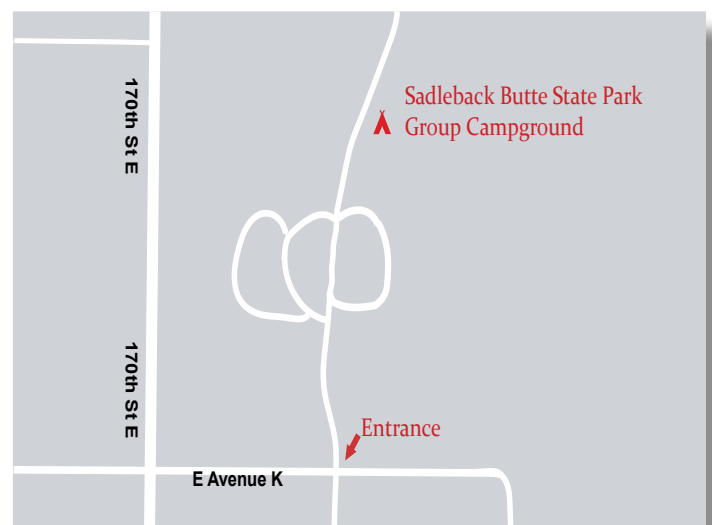 170th St E
Sadleback Butte State Park
Group Campground
170th St E
Entrance
E Avenue K